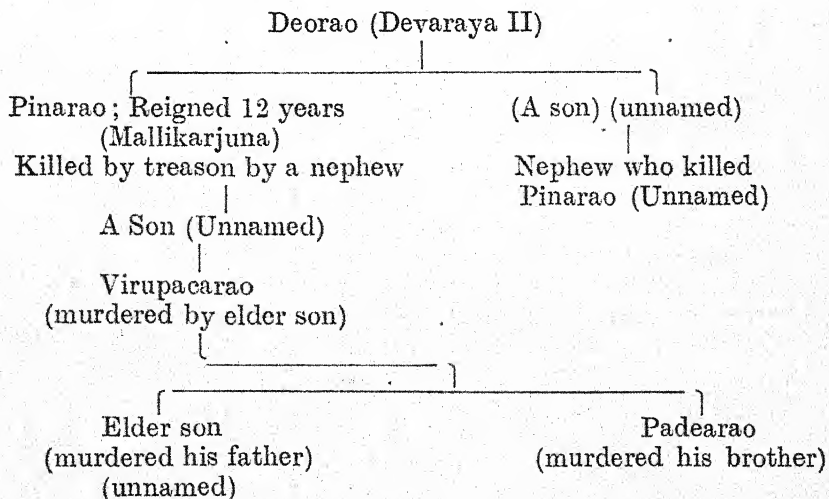 Deorao (Devaraya II)
Pinarao; Reigned 12 years
(Mallikarjuna)
Killed by treason by a nephew
(A son) (unnamed)
Nephew who killed
Pinarao (Unnamed)
A Son (Unnamed)
Virupacarao
(murdered by elder son)
Elder son
(murdered his father)
(unnamed)
Padearao
(murdered his brother)